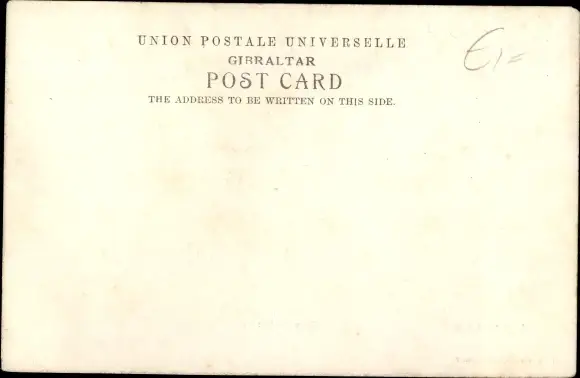 UNION POSTALE UNIVERSELLE
GIBRALTAR
POST CARD
THE ADDRESS TO BE WRITTEN ON THIS SIDE.